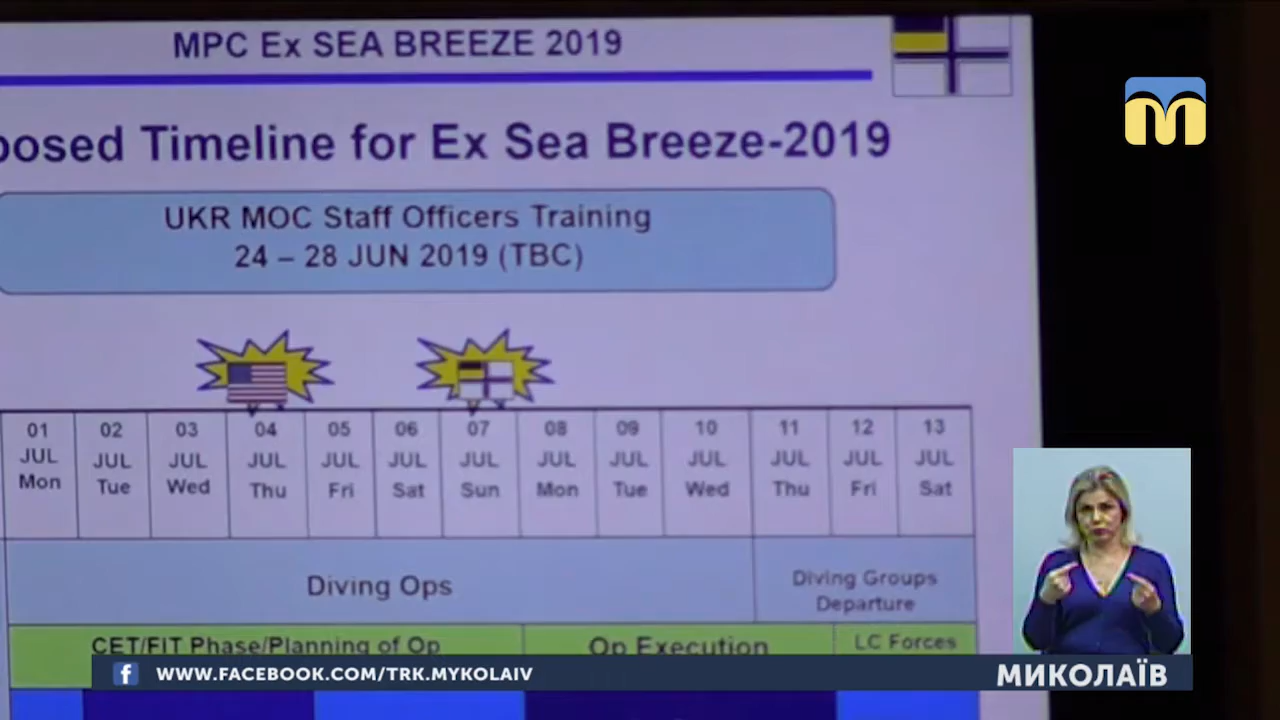 MPC Ex SEA BREEZE 2019
posed Timeline for Ex Sea Breeze-2019
UKR MOC Staff Officers Training
24 – 28 JUN 2019 (TBC)
01 02 03 04 05 06 07 08 09 10 11 12 13
JUL JUL JUL JUL JUL JUL JUL JUL JUL JUL JUL JUL JUL
Mon Tue Wed Thu Fri Sat Sun Mon Tue Wed Thu Fri Sat
Diving Ops
Diving Groups
Departure
CET/FIT Phase/Planning of Op
Op Execution
LC Forces
WWW.FACEBOOK.COM/TRK.MYKOLAIV
МИКОЛАЇВ